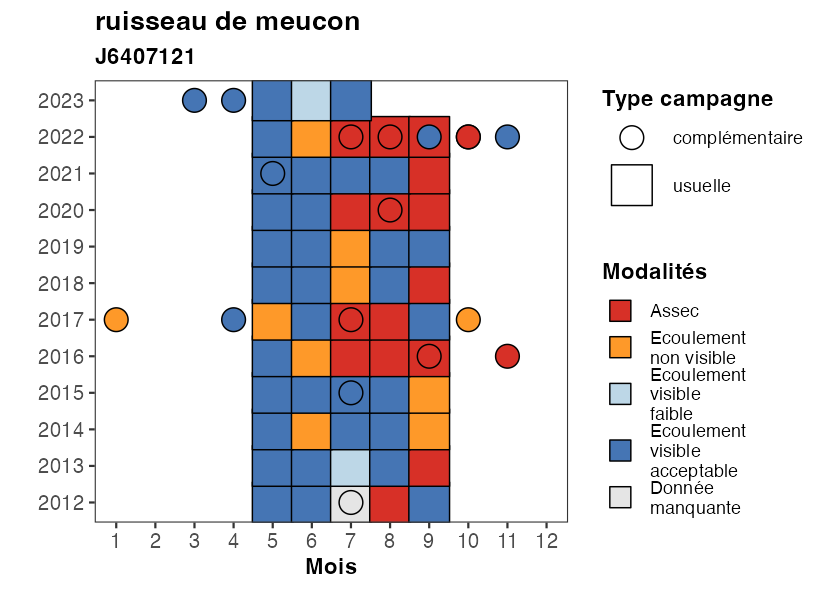 ruisseau de meucon
J6407121
2023
2022
2021
2020
2019
2018
2017
2016
2015
2014
2013
2012
1 2 3 4 5 6 7 8 9 10 11 12
Mois
Type campagne
complémentaire
usuelle
Modalités
Assec
Ecoulement
non visible
Ecoulement
visible
faible
Ecoulement
visible
acceptable
Donnée
manquante